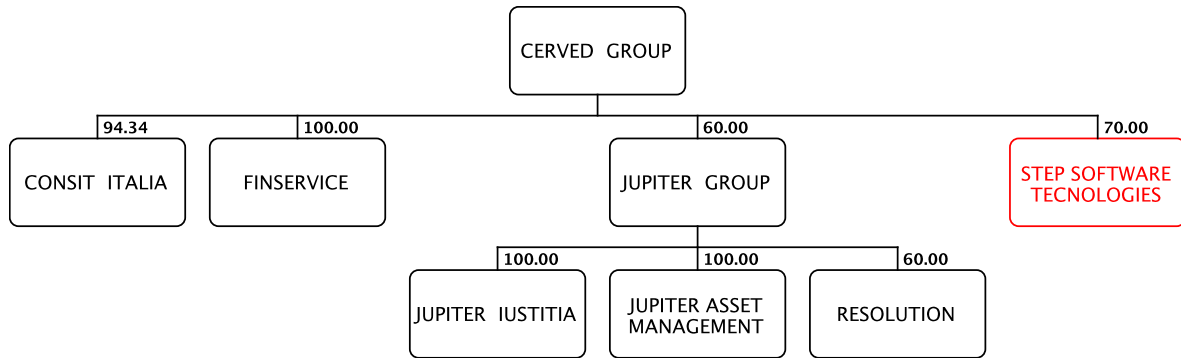 CERVED GROUP
94.34
100.00
60.00
70.00
CONSIT ITALIA
FINSERVICE
JUPITER GROUP
STEP SOFTWARE
TECNOLOGIES
100.00
100.00
60.00
JUPITER IUSTITIA
JUPITER ASSET
MANAGEMENT
RESOLUTION